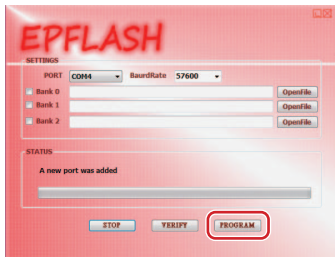 EPFLASH
SETTINGS
PORT COM4 BaurdRate 57600
Bank 0 OpenFile
Bank 1 OpenFile
Bank 2 OpenFile
STATUS
A new port was added
STOP VERIFY PROGRAM